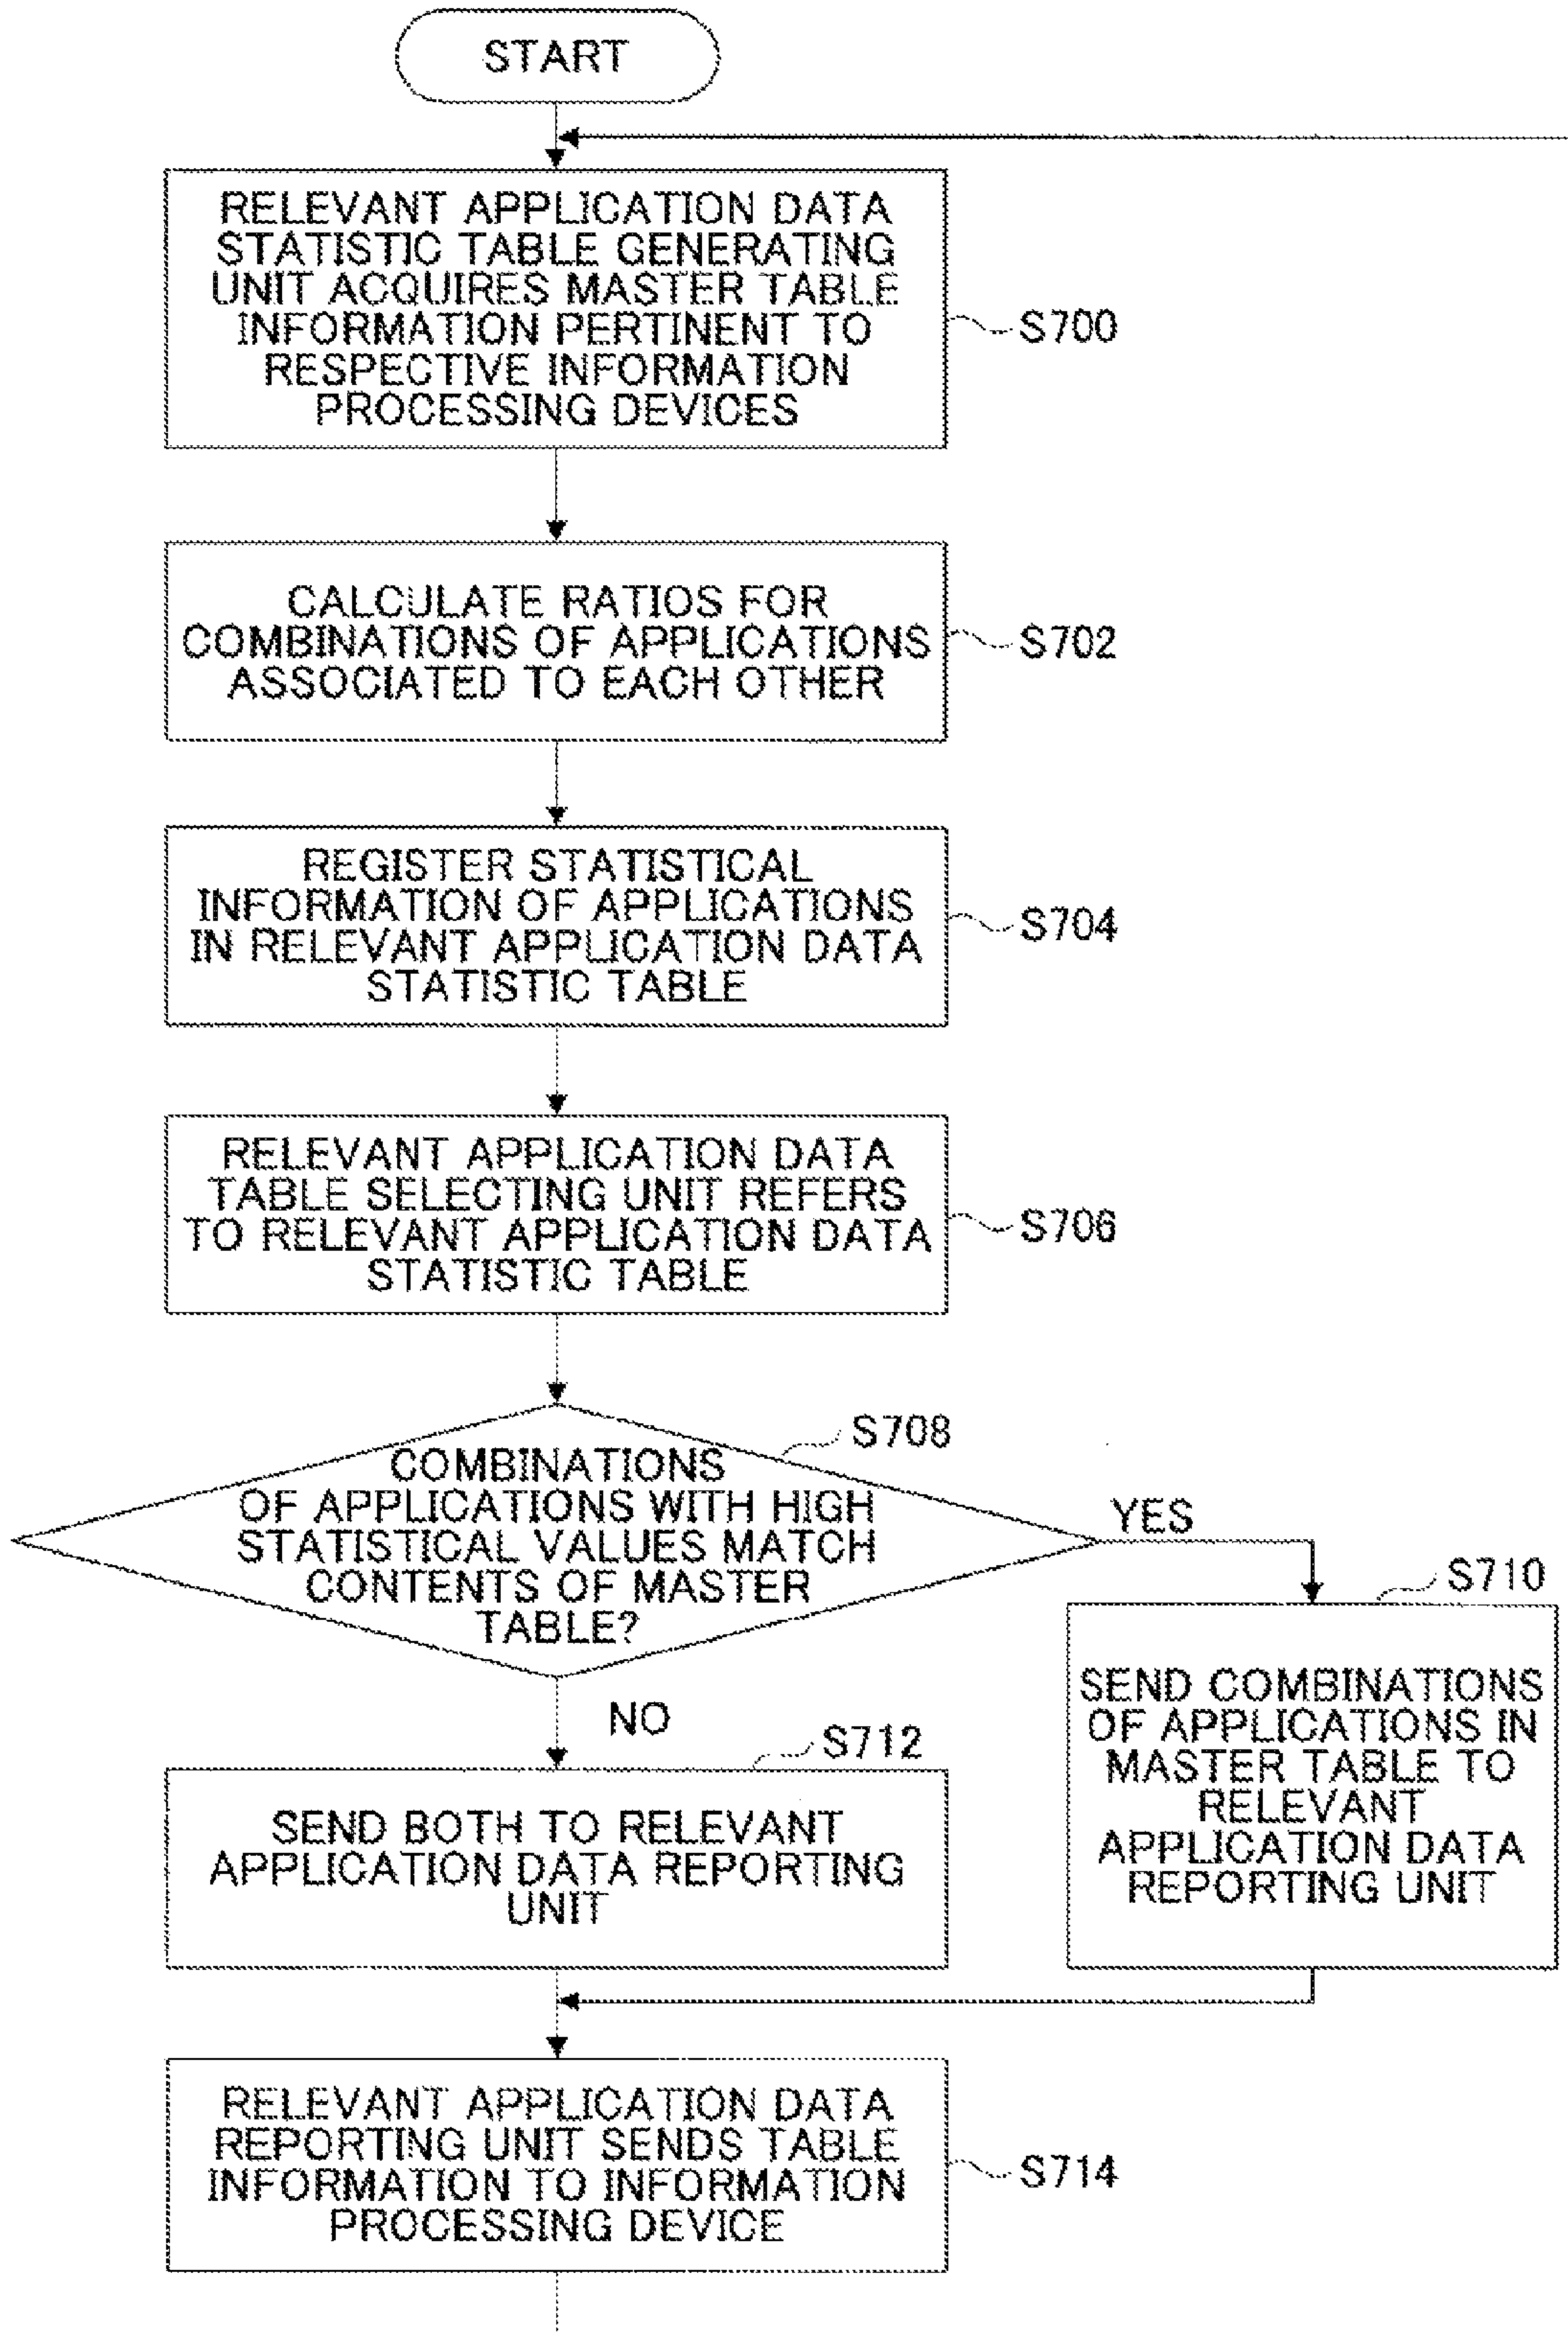 START
RELEVANT APPLICATION DATA
STATISTIC TABLE GENERATING
UNIT ACQUIRES MASTER TABLE
INFORMATION PERTINENT TO
RESPECTIVE INFORMATION
PROCESSING DEVICES
S700
CALCULATE RATIOS FOR
COMBINATIONS OF APPLICATIONS
ASSOCIATED TO EACH OTHER
S702
REGISTER STATISTICAL
INFORMATION OF APPLICATIONS
IN RELEVANT APPLICATION DATA
STATISTIC TABLE
S704
RELEVANT APPLICATION DATA
TABLE SELECTING UNIT REFERS
TO RELEVANT APPLICATION DATA
STATISTIC TABLE
S706
S708
COMBINATIONS
OF APPLICATIONS WITH HIGH
STATISTICAL VALUES MATCH
CONTENTS OF MASTER
TABLE?
YES
NO
S710
SEND COMBINATIONS
OF APPLICATIONS IN
MASTER TABLE TO
RELEVANT
APPLICATION DATA
REPORTING UNIT
S712
SEND BOTH TO RELEVANT
APPLICATION DATA REPORTING
UNIT
RELEVANT APPLICATION DATA
REPORTING UNIT SENDS TABLE
INFORMATION TO INFORMATION
PROCESSING DEVICE
S714